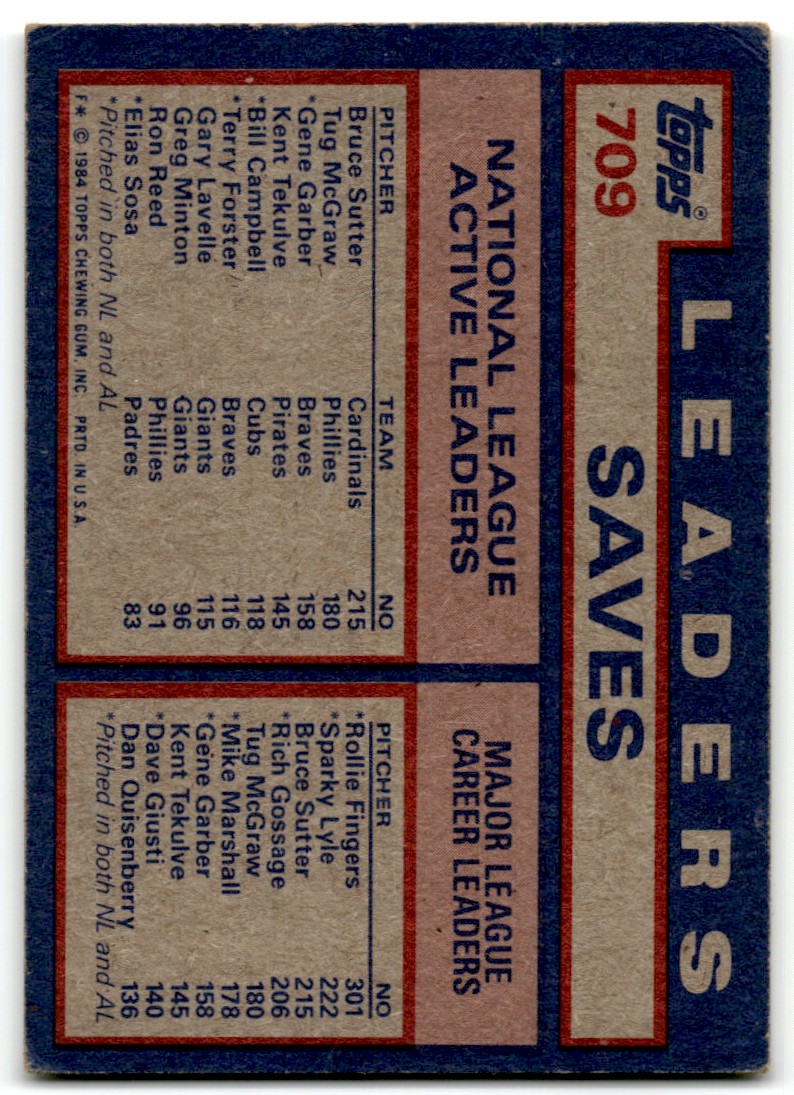 LEADERS
topps®
709
SAVES
NATIONAL LEAGUE
ACTIVE LEADERS
PITCHER TEAM NO
Bruce Sutter Cardinals 215
Tug McGraw Phillies 180
*Gene Garber Braves 158
Kent Tekulve Pirates 145
*Bill Campbell Cubs 118
*Terry Forster Braves 116
Gary Lavelle Giants 115
Greg Minton Giants 96
Ron Reed Phillies 91
*Elias Sosa Padres 83
*Pitched in both NL and AL
F* © 1984 TOPPS CHEWING GUM, INC PRTD IN U.S.A.
MAJOR LEAGUE
CAREER LEADERS
PITCHER NO
*Rollie Fingers 301
*Sparky Lyle 222
Bruce Sutter 215
*Rich Gossage 206
Tug McGraw 180
*Mike Marshall 178
*Gene Garber 158
Kent Tekulve 145
*Dave Giusti 140
Dan Quisenberry 136
*Pitched in both NL and AL